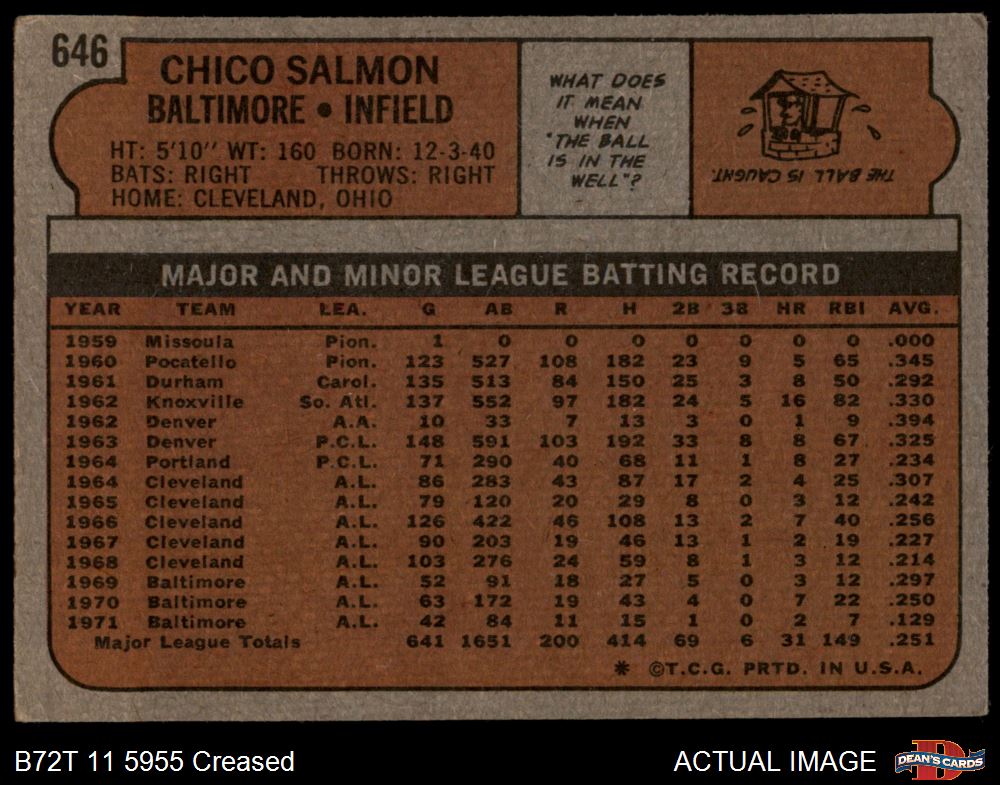 646
CHICO SALMON
BALTIMORE • INFIELD
HT: 5'10" WT: 160 BORN: 12-3-40
BATS: RIGHT THROWS: RIGHT
HOME: CLEVELAND, OHIO
WHAT DOES
IT MEAN
WHEN
"THE BALL
IS IN THE
WELL"?
THE BALL IS CAUGHT.
MAJOR AND MINOR LEAGUE BATTING RECORD
YEAR TEAM LEA. G AB R H 2B 3B HR RBI AVG.
1959 Missoula Pion. 1 0 0 0 0 0 0 0 .000
1960 Pocatello Pion. 123 527 108 182 23 9 5 65 .345
1961 Durham Carol. 135 513 84 150 25 3 8 50 .292
1962 Knoxville So. Atl. 137 552 97 182 24 5 16 82 .330
1962 Denver A.A. 10 33 7 13 3 0 1 9 .394
1963 Denver P.C.L. 148 591 103 192 33 8 8 67 .325
1964 Portland P.C.L. 71 290 40 68 11 1 8 27 .234
1964 Cleveland A.L. 86 283 43 87 17 2 4 25 .307
1965 Cleveland A.L. 79 120 20 29 8 0 3 12 .242
1966 Cleveland A.L. 126 422 46 108 13 2 7 40 .256
1967 Cleveland A.L. 90 203 19 46 13 1 2 19 .227
1968 Cleveland A.L. 103 276 24 59 8 1 3 12 .214
1969 Baltimore A.L. 52 91 18 27 5 0 3 12 .297
1970 Baltimore A.L. 63 172 19 43 4 0 7 22 .250
1971 Baltimore A.L. 42 84 11 15 1 0 2 7 .129
Major League Totals 641 1651 200 414 69 6 31 149 .251
* ©T.C.G. PRTD. IN U.S.A.
B72T 11 5955 Creased
ACTUAL IMAGE
D
DEAN'S CARDS